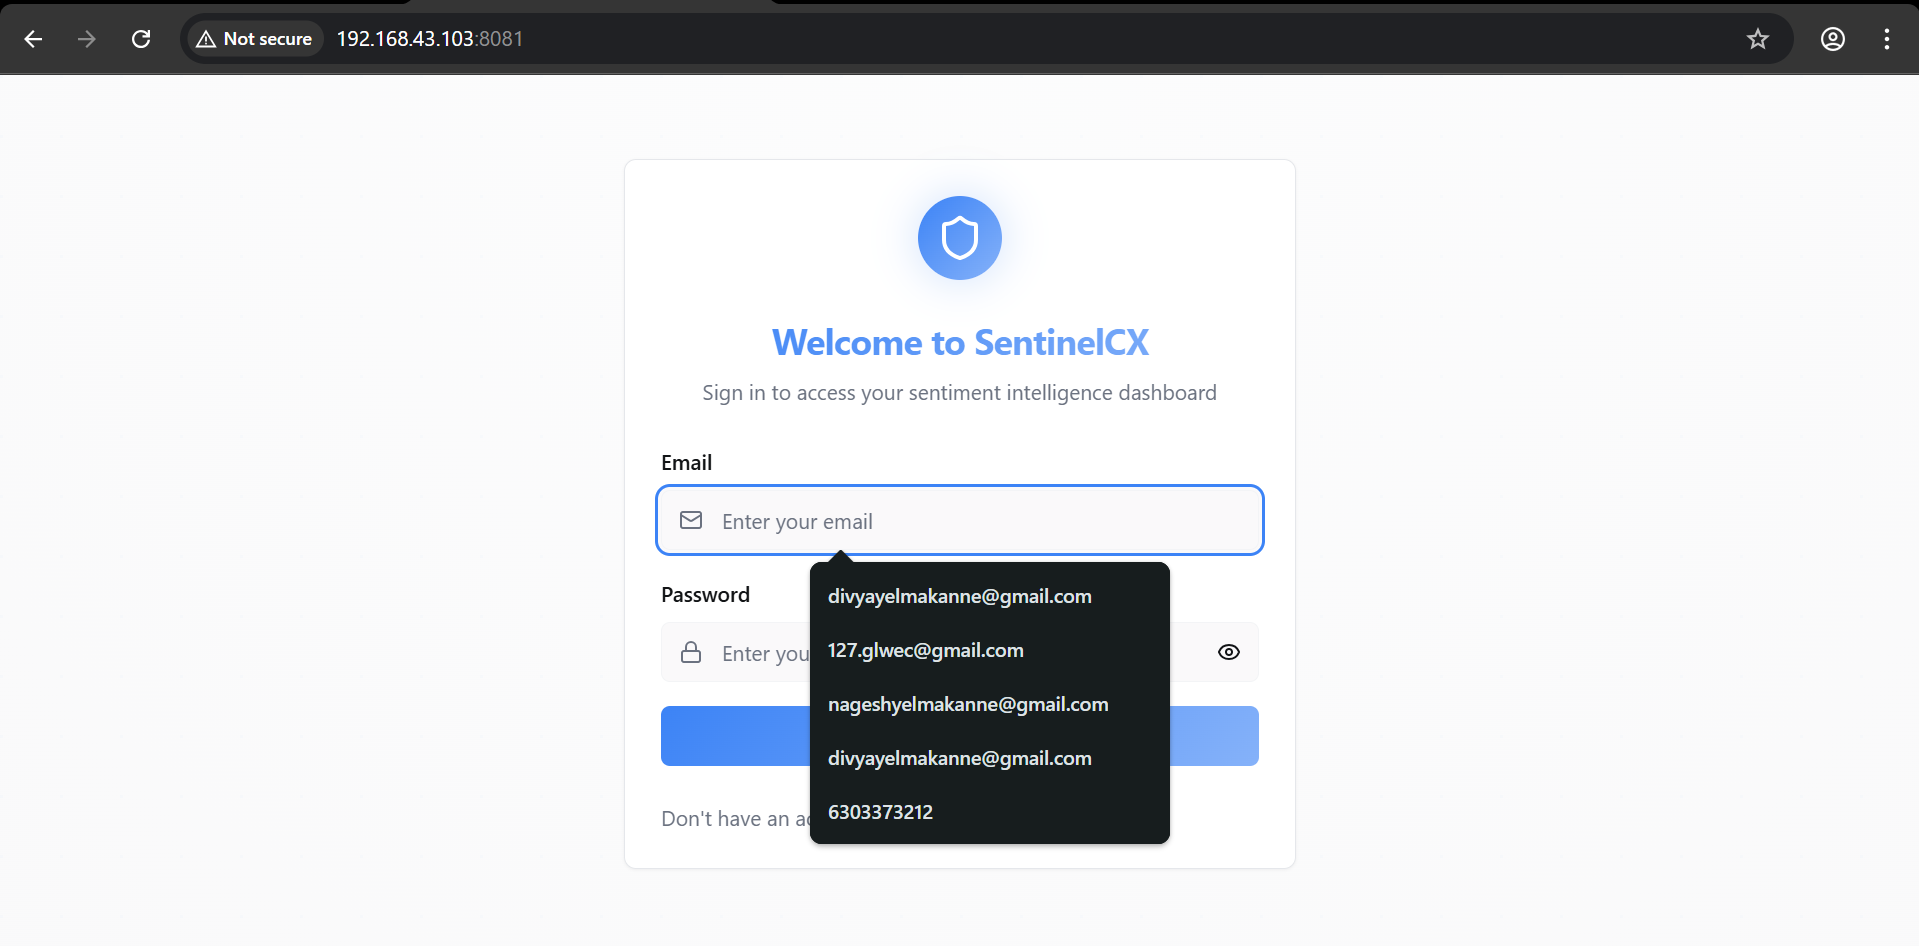 Not secure
192.168.43.103:8081
Welcome to SentinelCX
Sign in to access your sentiment intelligence dashboard
Email
Enter your email
divyayelmakanne@gmail.com
Password
127.glwec@gmail.com
Enter you
nageshyelmakanne@gmail.com
divyayelmakanne@gmail.com
6303373212
Don't have an a